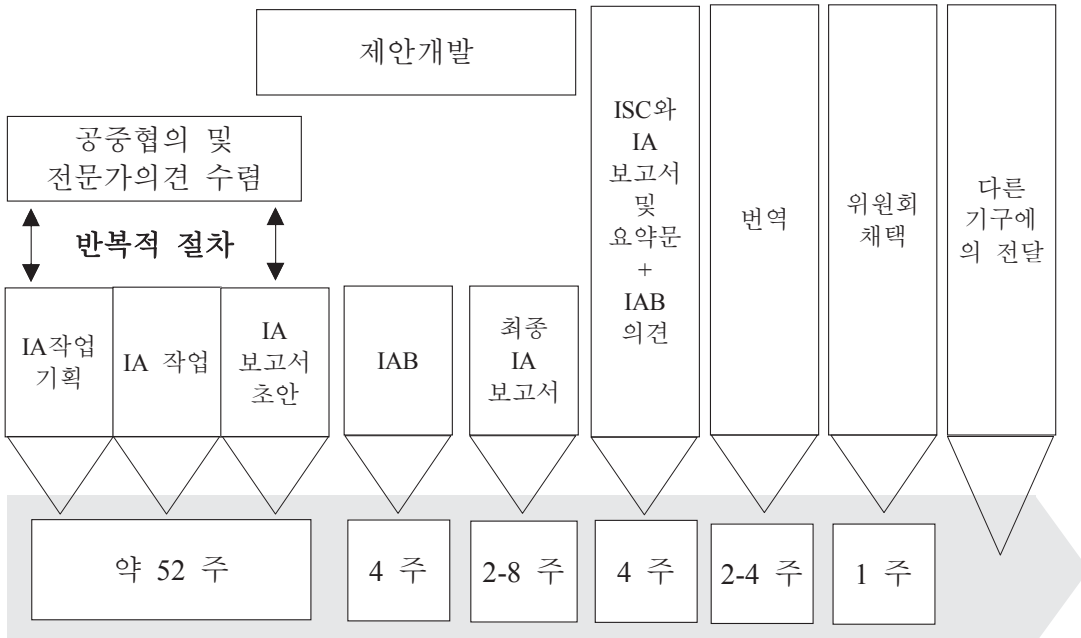 제안개발
공중협의 및
전문가의견 수렴
반복적 절차
IA작업
기획
IA 작업
IA
보고서
초안
IAB
최종
IA
보고서
ISC와
IA
보고서
및
요약문
+
IAB
의견
번역
위원회
채택
다른
기구에
의 전달
약 52 주
4 주
2-8 주
4 주
2-4 주
1 주